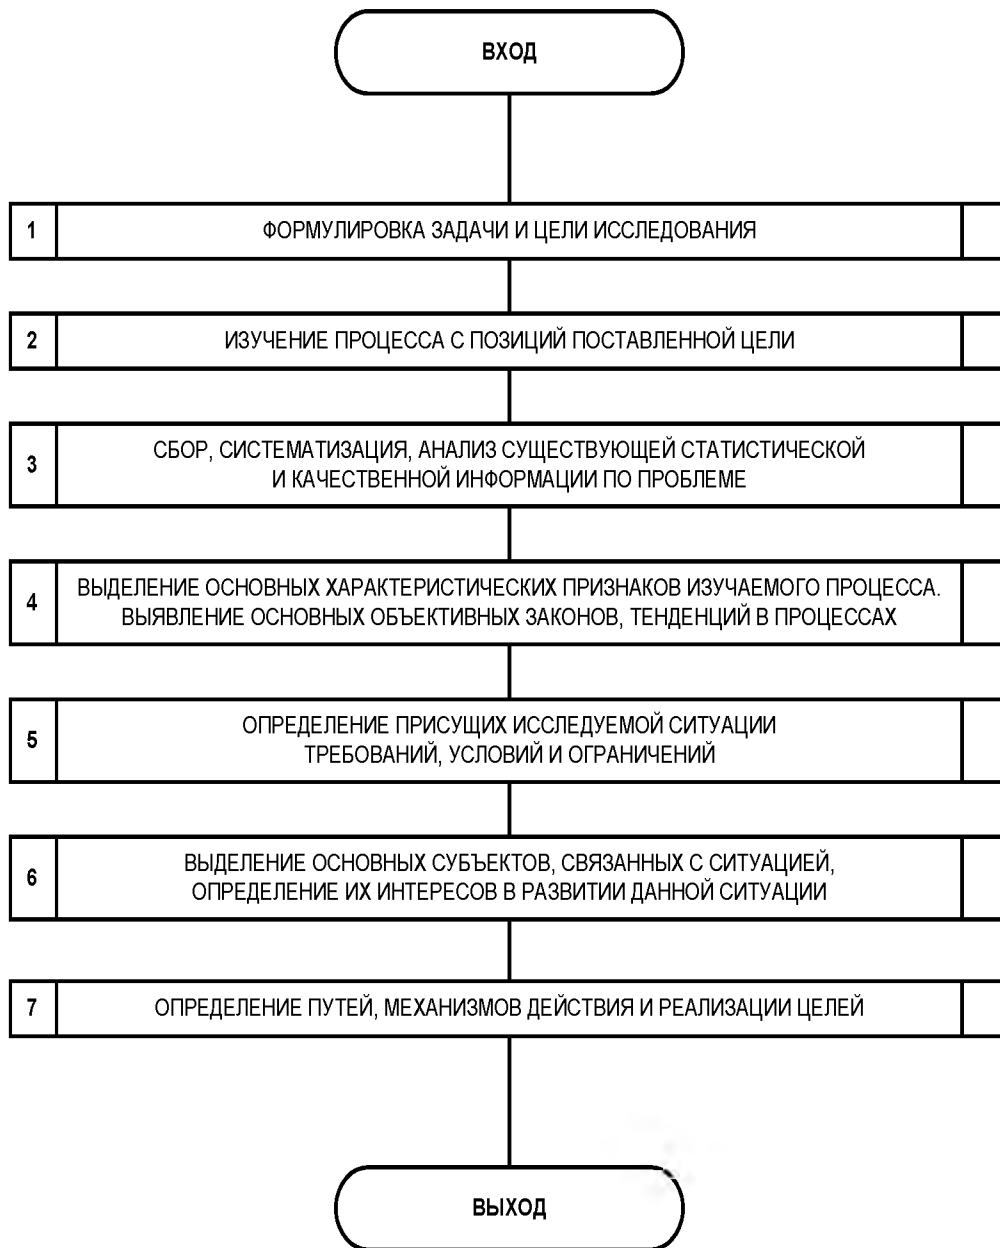 ВХОД
1 ФОРМУЛИРОВКА ЗАДАЧИ И ЦЕЛИ ИССЛЕДОВАНИЯ
2 ИЗУЧЕНИЕ ПРОЦЕССА С ПОЗИЦИЙ ПОСТАВЛЕННОЙ ЦЕЛИ
3 СБОР, СИСТЕМАТИЗАЦИЯ, АНАЛИЗ СУЩЕСТВУЮЩЕЙ СТАТИСТИЧЕСКОЙ
И КАЧЕСТВЕННОЙ ИНФОРМАЦИИ ПО ПРОБЛЕМЕ
4 ВЫДЕЛЕНИЕ ОСНОВНЫХ ХАРАКТЕРИСТИЧЕСКИХ ПРИЗНАКОВ ИЗУЧАЕМОГО ПРОЦЕССА.
ВЫЯВЛЕНИЕ ОСНОВНЫХ ОБЪЕКТИВНЫХ ЗАКОНОВ, ТЕНДЕНЦИЙ В ПРОЦЕССАХ
5 ОПРЕДЕЛЕНИЕ ПРИСУЩИХ ИССЛЕДУЕМОЙ СИТУАЦИИ
ТРЕБОВАНИЙ, УСЛОВИЙ И ОГРАНИЧЕНИЙ
6 ВЫДЕЛЕНИЕ ОСНОВНЫХ СУБЪЕКТОВ, СВЯЗАННЫХ С СИТУАЦИЕЙ,
ОПРЕДЕЛЕНИЕ ИХ ИНТЕРЕСОВ В РАЗВИТИИ ДАННОЙ СИТУАЦИИ
7 ОПРЕДЕЛЕНИЕ ПУТЕЙ, МЕХАНИЗМОВ ДЕЙСТВИЯ И РЕАЛИЗАЦИИ ЦЕЛЕЙ
ВЫХОД